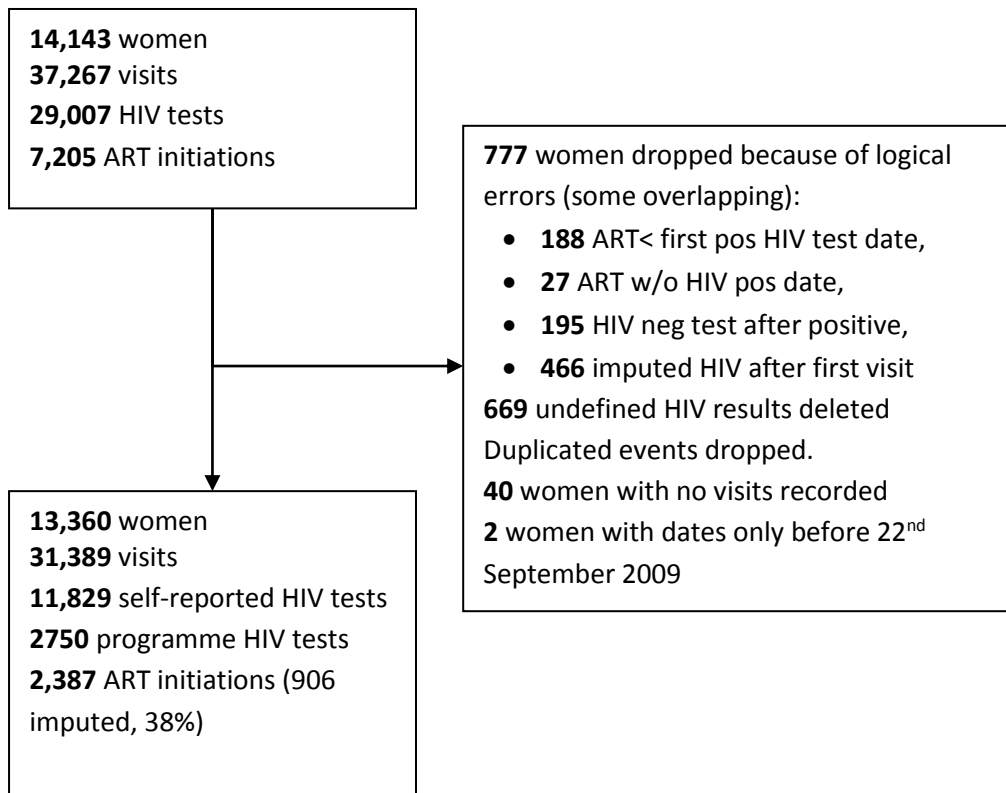 14,143 women
37,267 visits
29,007 HIV tests
7,205 ART initiations
777 women dropped because of logical
errors (some overlapping):
• 188 ART< first pos HIV test date,
• 27 ART w/o HIV pos date,
• 195 HIV neg test after positive,
• 466 imputed HIV after first visit
669 undefined HIV results deleted
Duplicated events dropped.
40 women with no visits recorded
2 women with dates only before 22nd
September 2009
13,360 women
31,389 visits
11,829 self-reported HIV tests
2750 programme HIV tests
2,387 ART initiations (906
imputed, 38%)